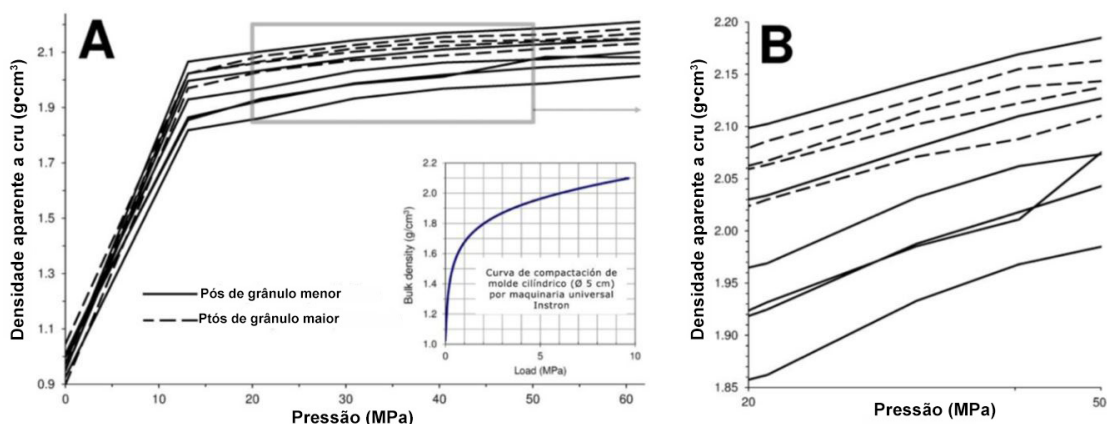 A
Densidade aparente a cru (g•cm³)
2.1
1.9
1.7
1.5
1.3
1.1
0.9
0
10
20
30
40
50
60
Pressão (MPa)
Pós de grânulo menor
Ptós de grânulo maior
Bulk density (g/cm³)
2.2
2.0
1.8
1.6
1.4
1.2
1.0
0
5
10
Load (MPa)
Curva de compactación de
molde cilíndrico (Ø 5 cm)
por maquinaria universal
Instron
B
Densidade aparente a cru (g•cm³)
2.20
2.15
2.10
2.05
2.00
1.95
1.90
1.85
20
50
Pressão (MPa)